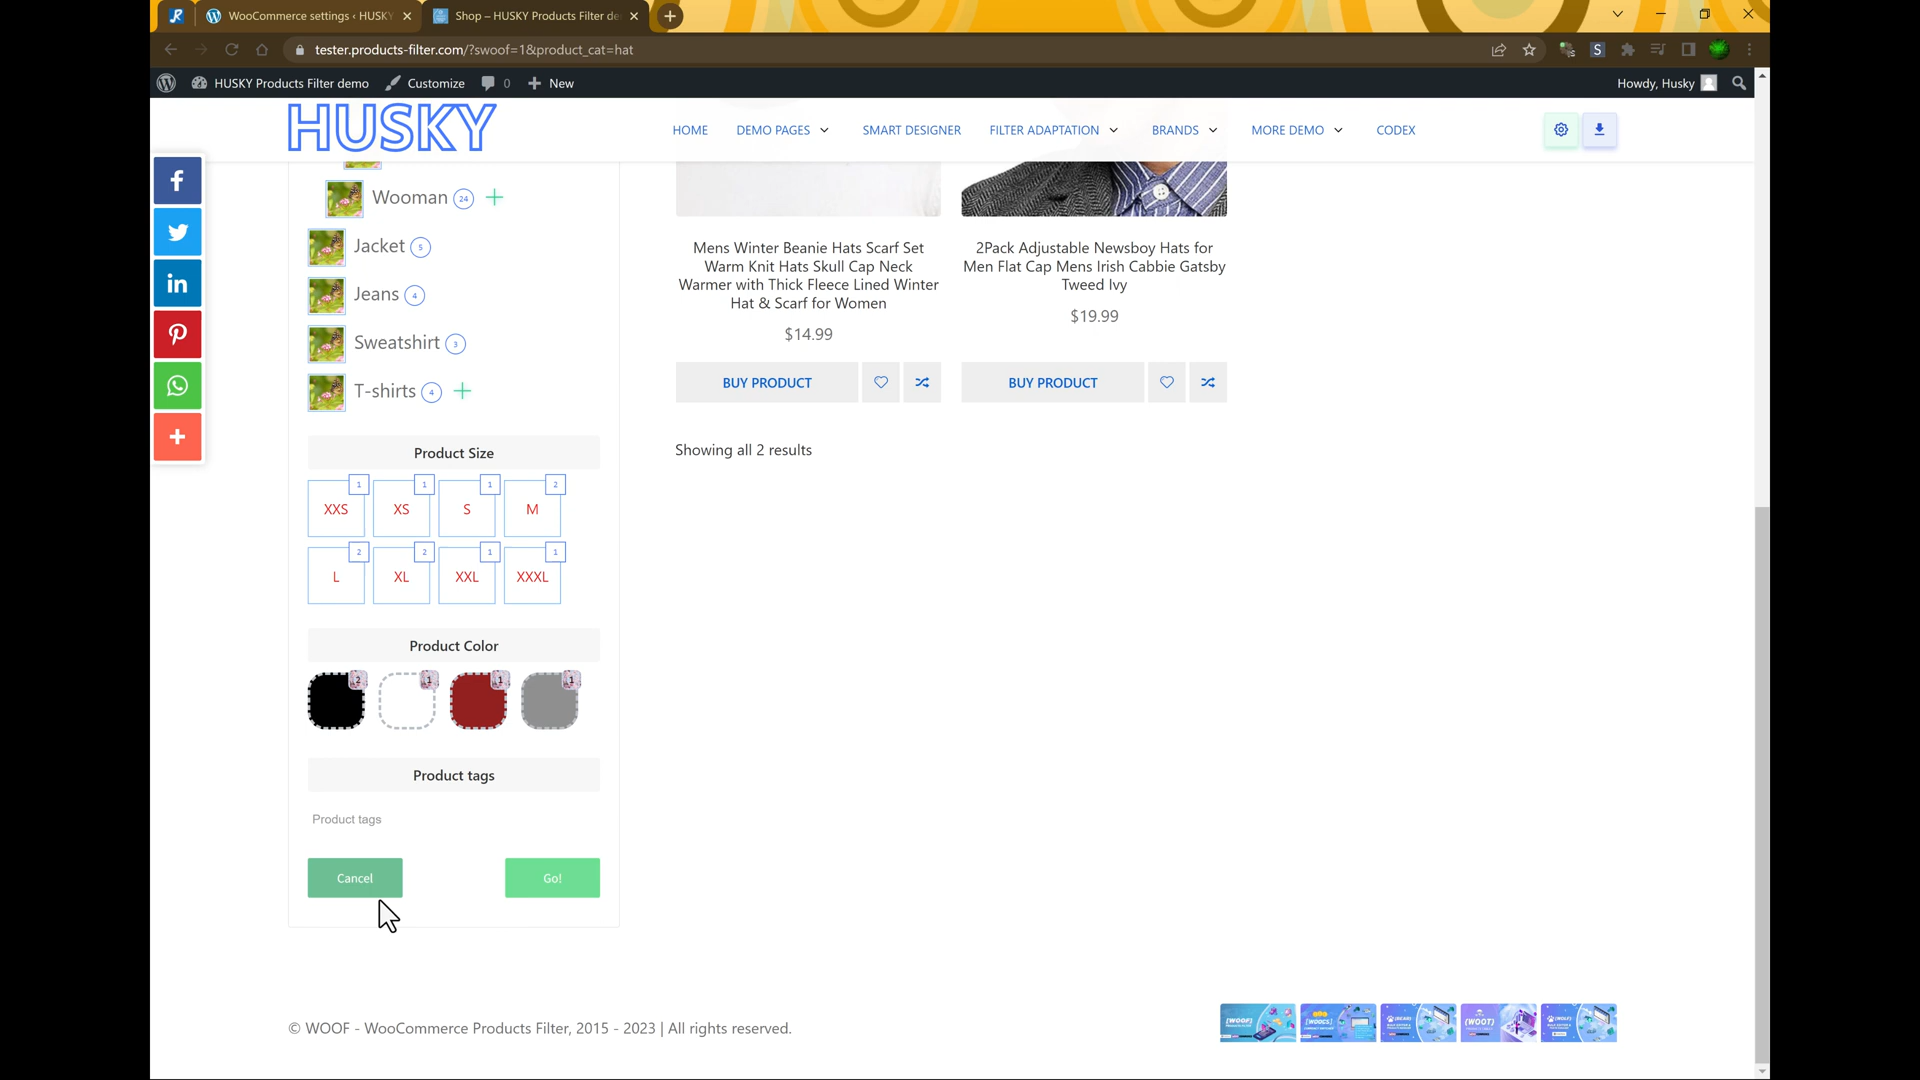 WooCommerce settings ‹ HUSKY
Shop – HUSKY Products Filter de
tester.products-filter.com/?swoof=1&product_cat=hat
S
HUSKY Products Filter demo
Customize
0
New
Howdy, Husky
HUSKY
HOME
DEMO PAGES
SMART DESIGNER
FILTER ADAPTATION
BRANDS
MORE DEMO
CODEX
Wooman 24
Jacket 5
Jeans 4
Sweatshirt 3
T-shirts 4
Product Size
1 1 1 2
XXS XS S M
2 2 1 1
L XL XXL XXXL
Product Color
2 1 1 1
Product tags
Product tags
Cancel
Go!
Mens Winter Beanie Hats Scarf Set
Warm Knit Hats Skull Cap Neck
Warmer with Thick Fleece Lined Winter
Hat & Scarf for Women
$14.99
BUY PRODUCT
2Pack Adjustable Newsboy Hats for
Men Flat Cap Mens Irish Cabbie Gatsby
Tweed Ivy
$19.99
BUY PRODUCT
Showing all 2 results
© WOOF - WooCommerce Products Filter, 2015 - 2023 | All rights reserved.